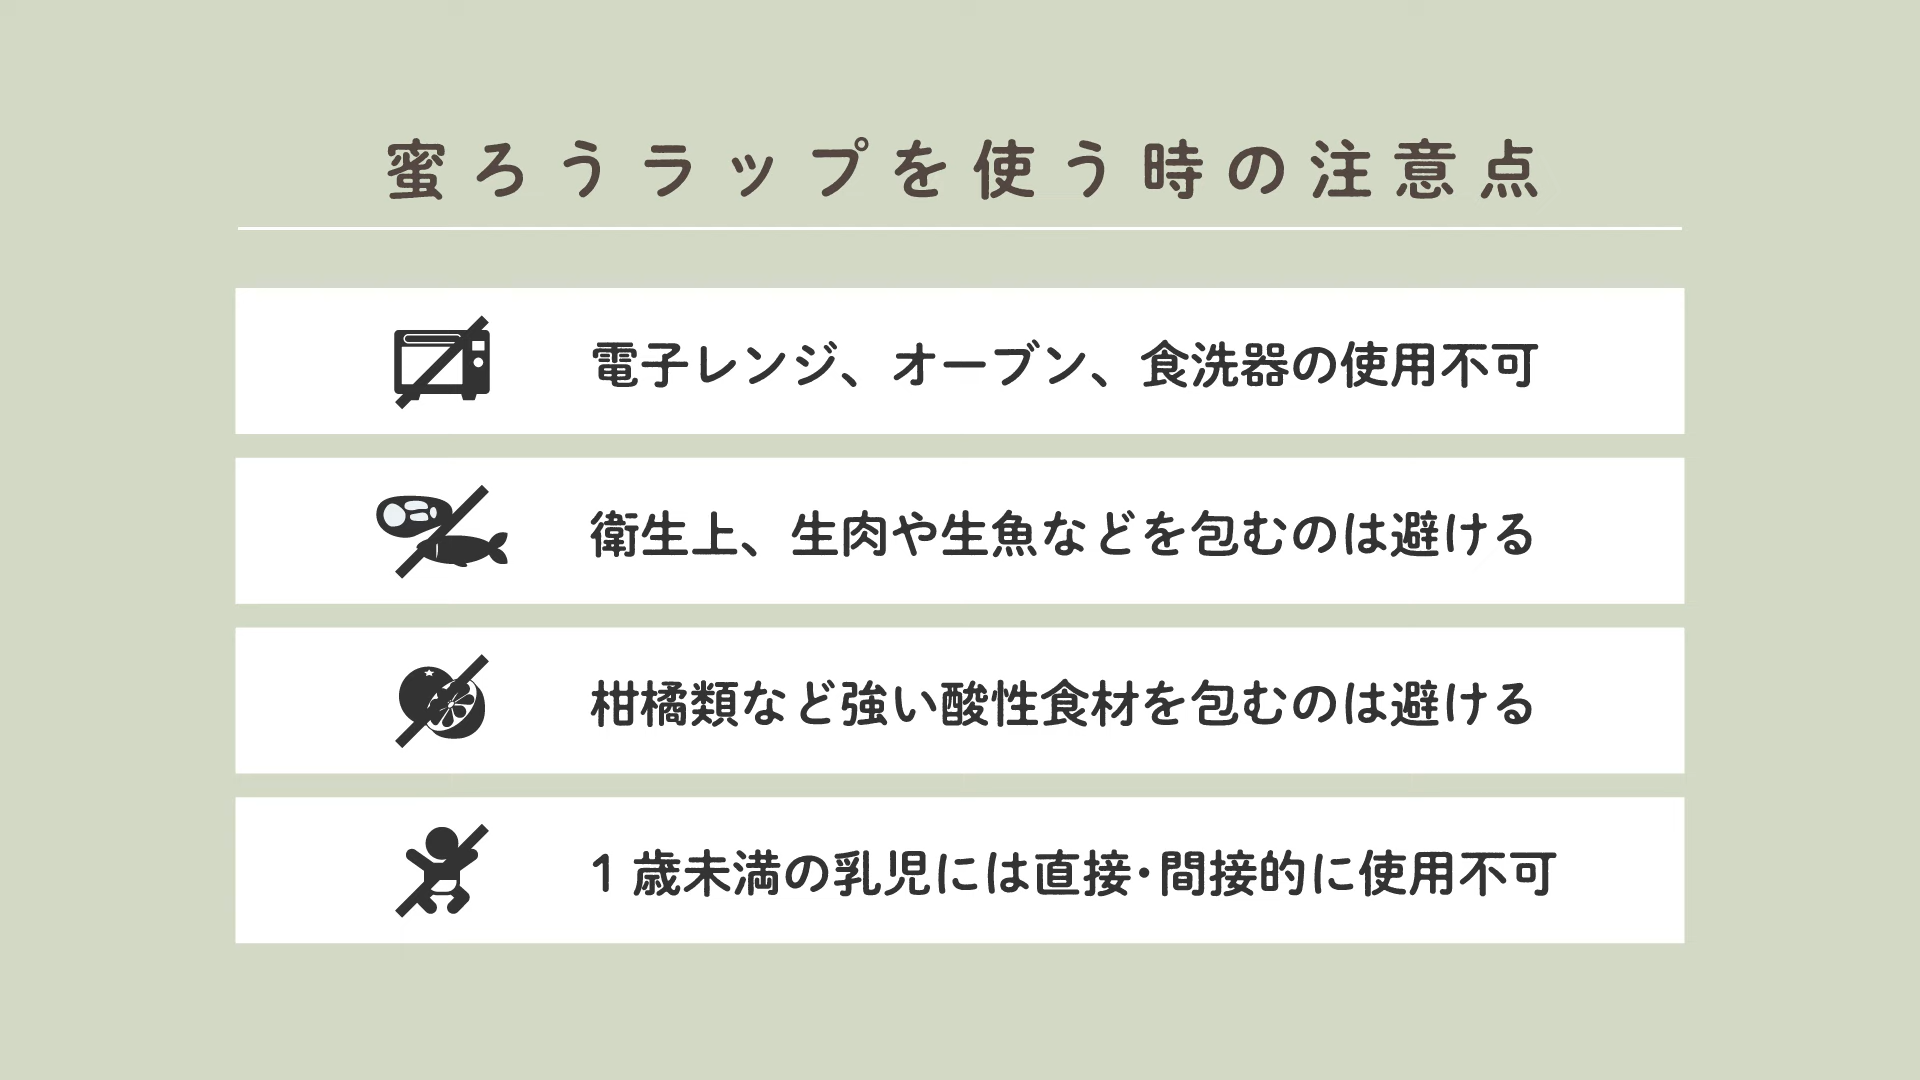 蜜ろうラップを使う時の注意点
電子レンジ、オーブン、食洗器の使用不可
衛生上、生肉や生魚などを包むのは避ける
柑橘類など強い酸性食材を包むのは避ける
1歳未満の乳児には直接・間接的に使用不可